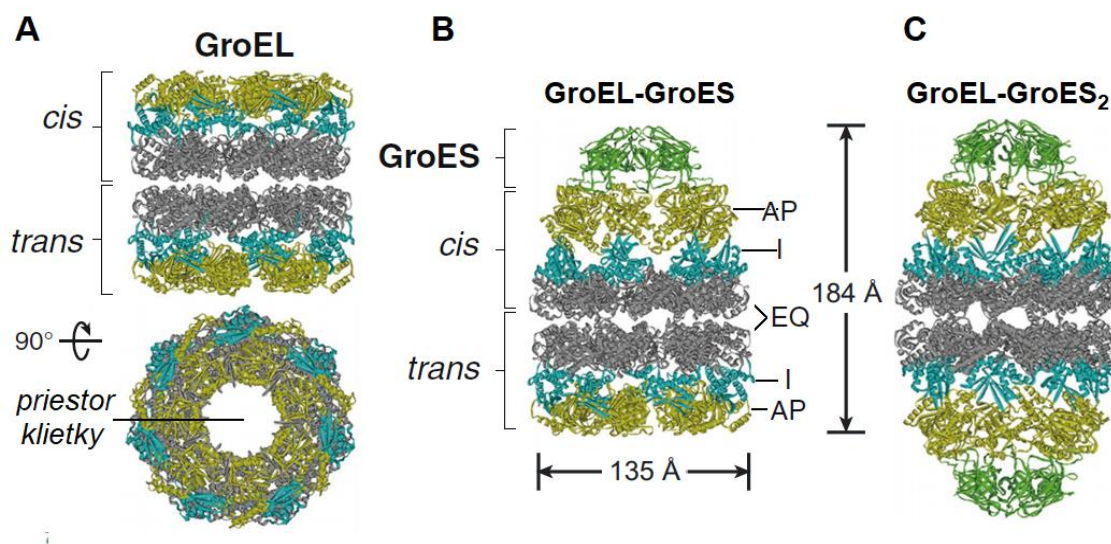 A
GroEL
cis
trans
90°
priestor
klietky
B
GroEL-GroES
GroES
cis
trans
AP
I
EQ
I
AP
135 Å
184 Å
C
GroEL-GroES₂